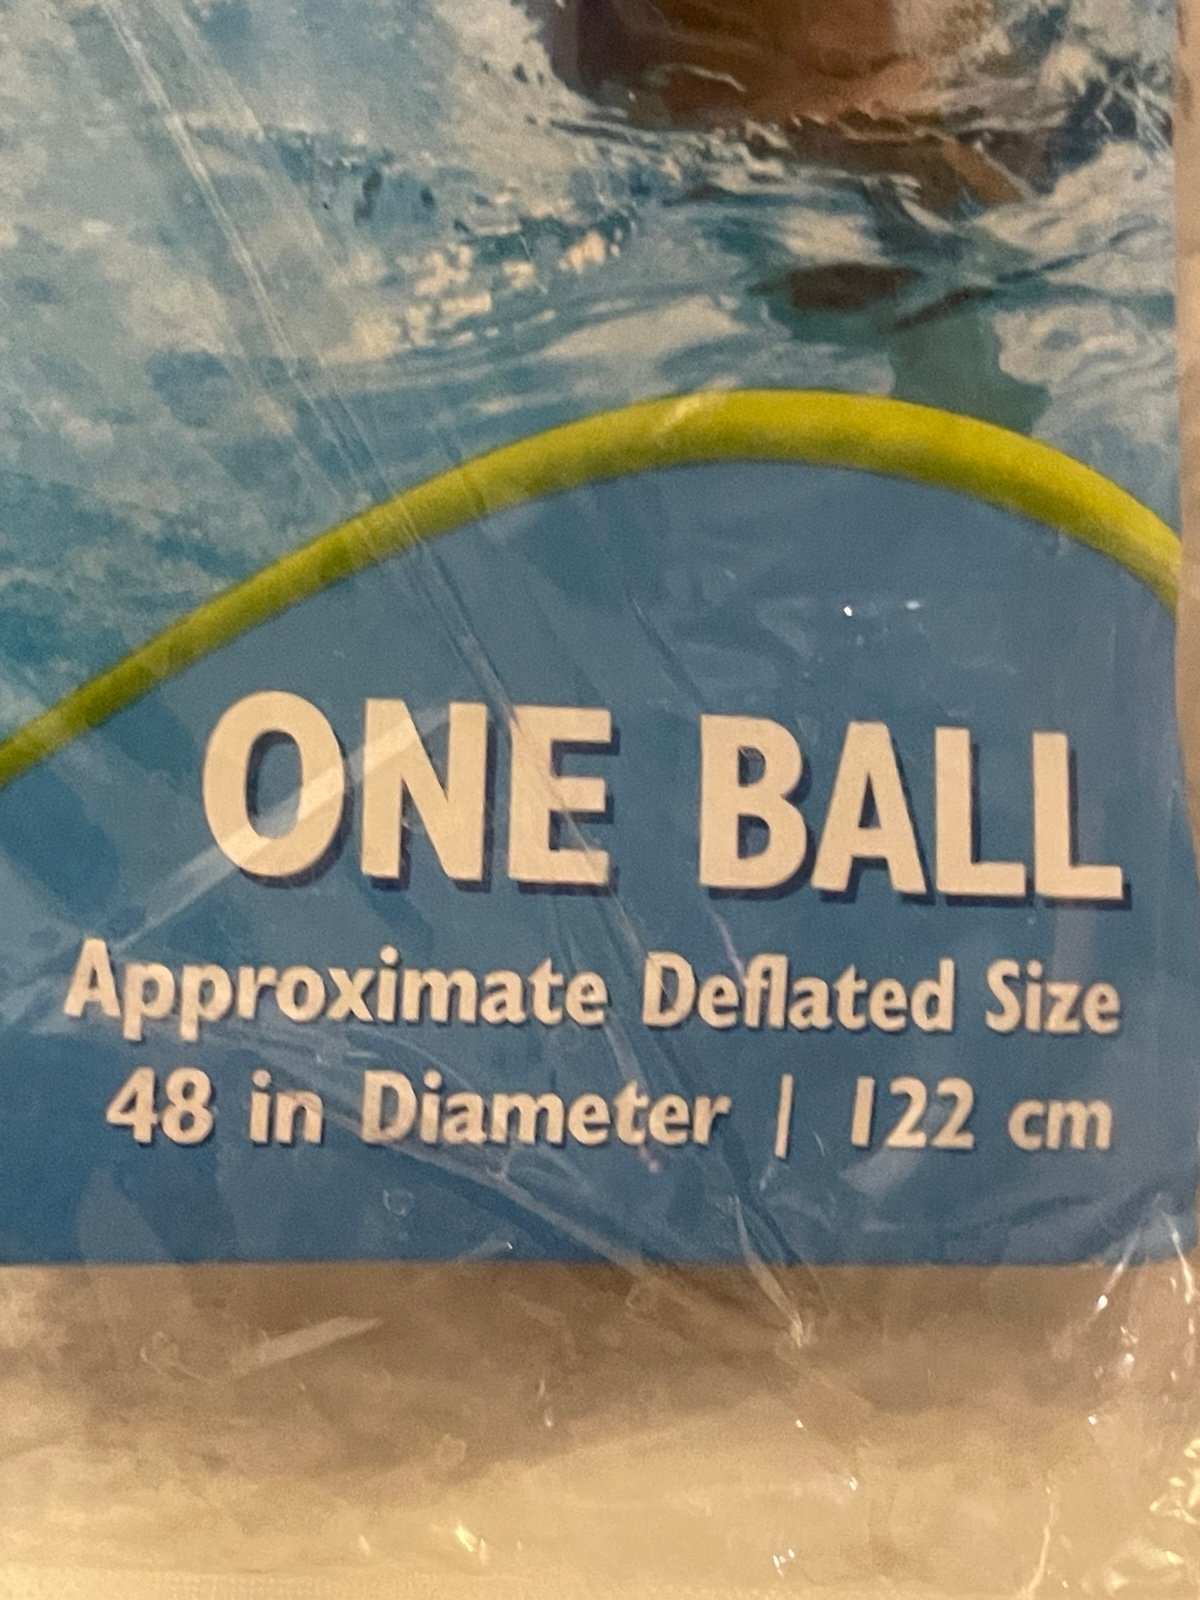 ONE BALL
Approximate Deflated Size
48 in Diameter | 122 cm